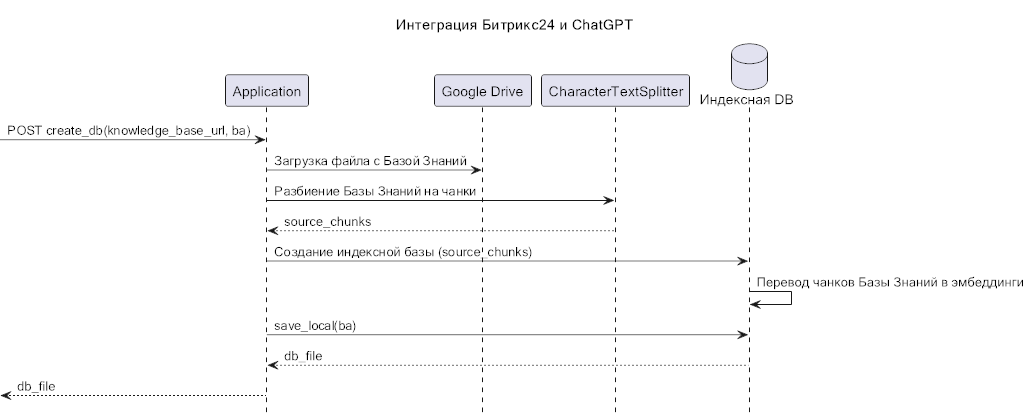 Интеграция Битрикс24 и ChatGPT
Application
Google Drive
CharacterTextSplitter
Индексная DB
POST create_db(knowledge_base_url, ba)
Загрузка файла с Базой Знаний
Разбиение Базы Знаний на чанки
source_chunks
Создание индексной базы (source_chunks)
Перевод чанков Базы Знаний в эмбеддинги
save_local(ba)
db_file
db_file